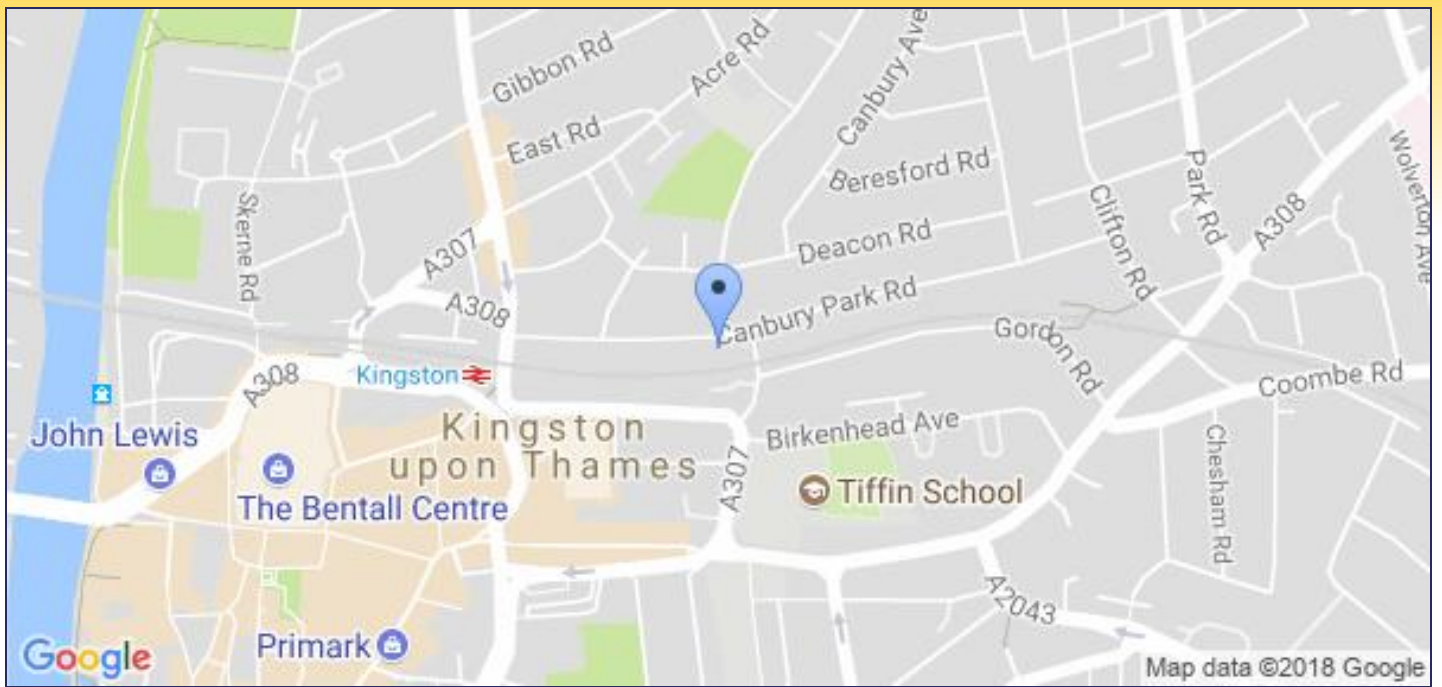 Gibbon Rd
Acre Rd
Canbury Ave
East Rd
Beresford Rd
Park Rd
Wolverton Ave
Skerne Rd
A307
Deacon Rd
Clifton Rd
A308
A308
Canbury Park Rd
Gordon Rd
A308
Kingston
Coombe Rd
John Lewis
Kingston
upon Thames
Birkenhead Ave
The Bentall Centre
A307
Tiffin School
Chesham Rd
A2043
Primark
Google
Map data ©2018 Google